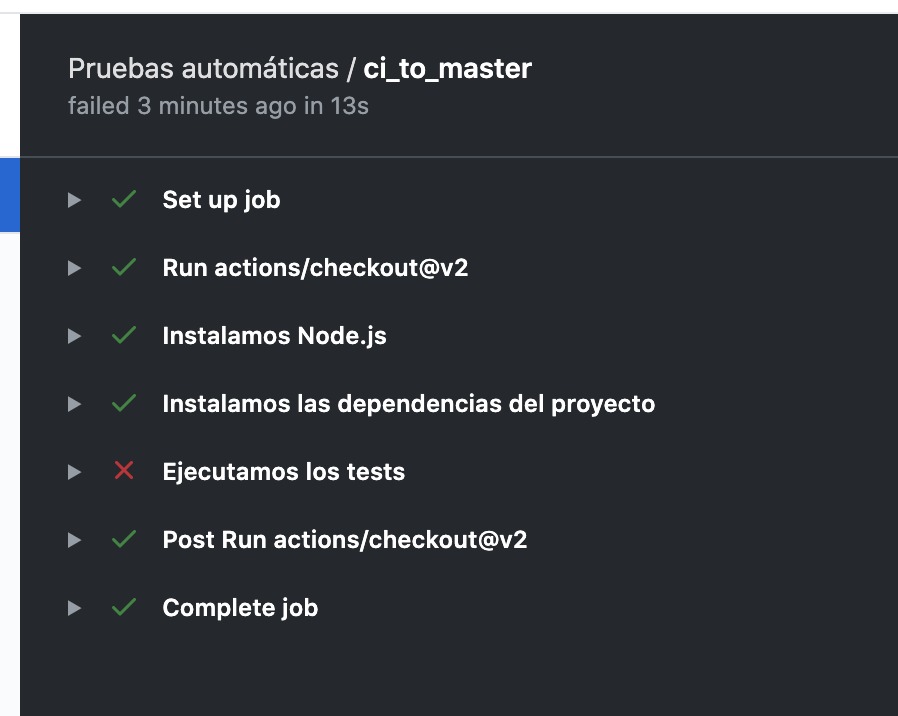 Pruebas automáticas / ci_to_master
failed 3 minutes ago in 13s
Set up job
Run actions/checkout@v2
Instalamos Node.js
Instalamos las dependencias del proyecto
Ejecutamos los tests
Post Run actions/checkout@v2
Complete job